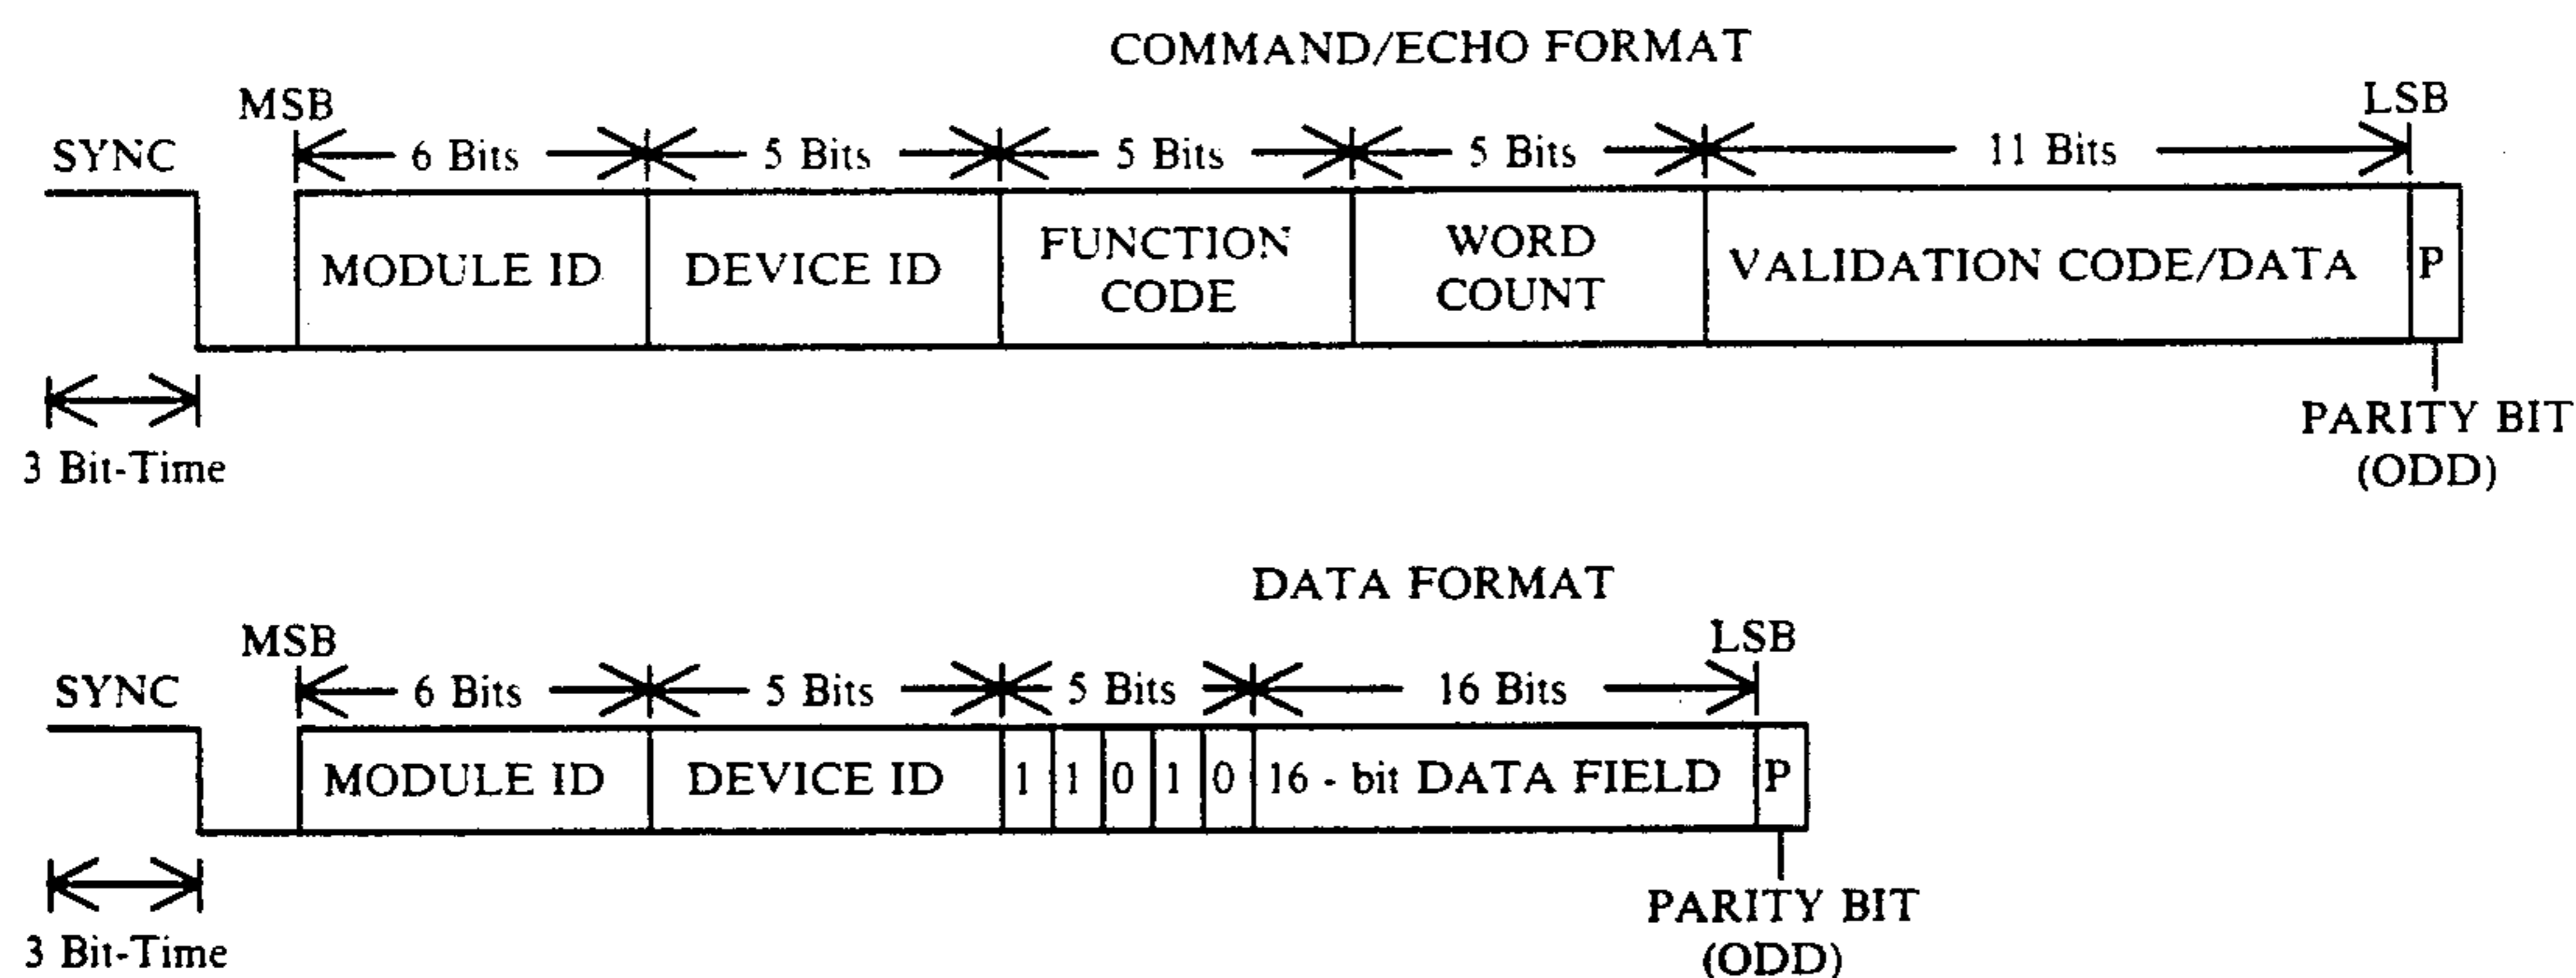 COMMAND/ECHO FORMAT
MSB
LSB
SYNC
6 Bits
5 Bits
5 Bits
5 Bits
11 Bits
MODULE ID
DEVICE ID
FUNCTION
CODE
WORD
COUNT
VALIDATION CODE/DATA
P
3 Bit-Time
PARITY BIT
(ODD)
DATA FORMAT
MSB
LSB
SYNC
6 Bits
5 Bits
5 Bits
16 Bits
MODULE ID
DEVICE ID
1 1 0 1 0
16 - bit DATA FIELD
P
3 Bit-Time
PARITY BIT
(ODD)